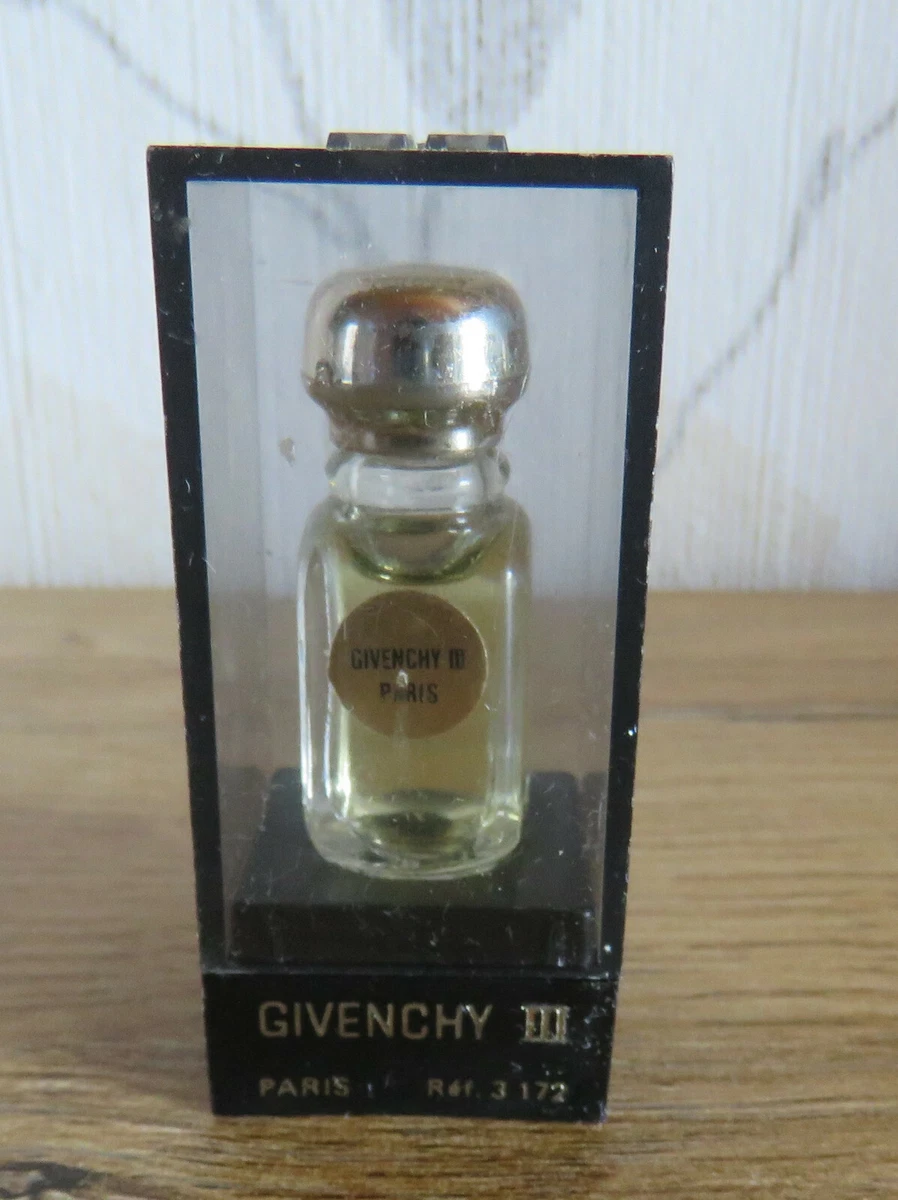 GIVENCHY III
PARIS
GIVENCHY III
PARIS Réf. 3 172